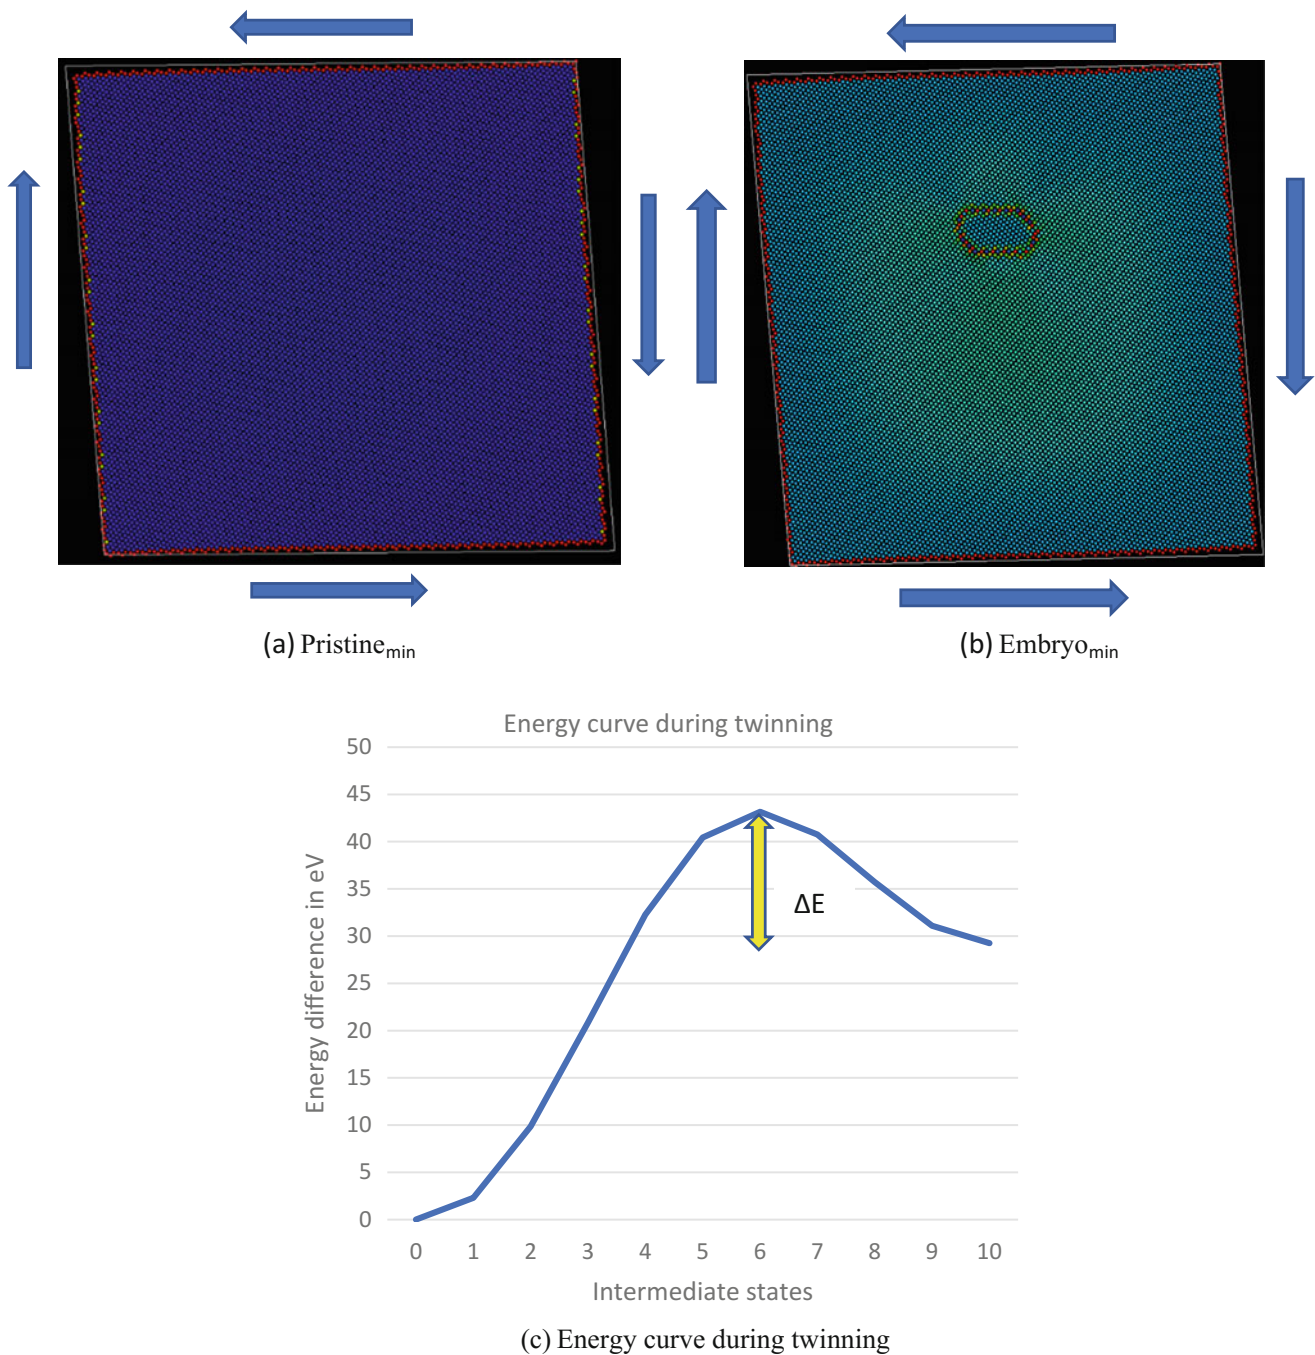 (a) Pristinemin
(b) Embryomin
Energy curve during twinning
50
45
40
35
30
25
20
15
10
5
0
Energy difference in eV
ΔE
0 1 2 3 4 5 6 7 8 9 10
Intermediate states
(c) Energy curve during twinning